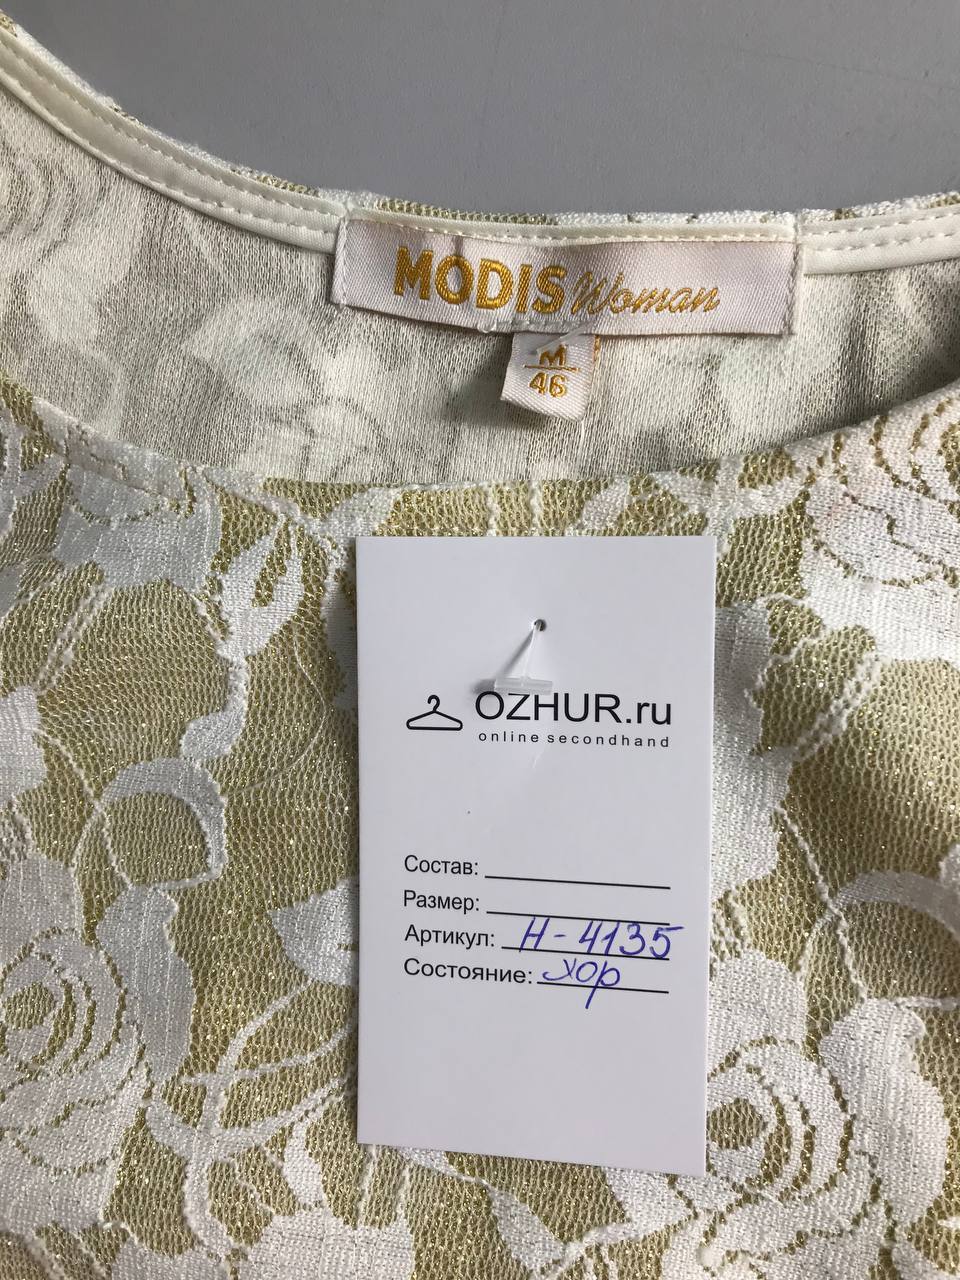 MODIS Woman
M
46
OZHUR.ru
online secondhand
Состав:
Размер:
Артикул: Н-4135
Состояние: хор